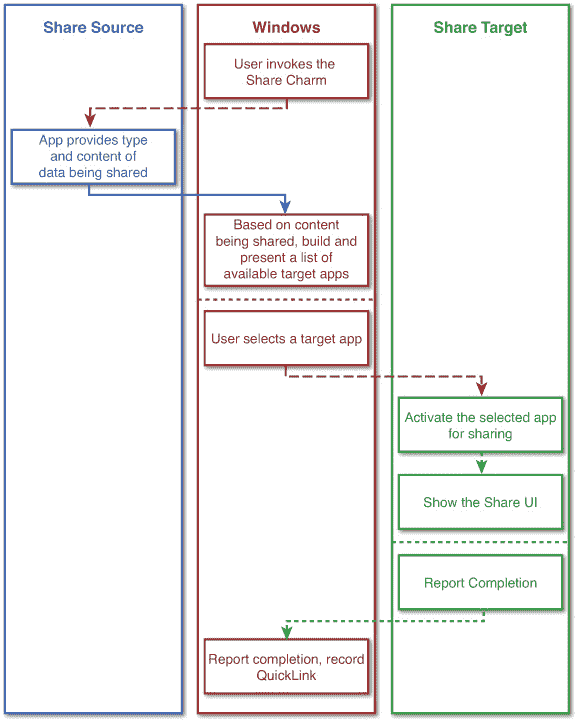 Share Source
Windows
Share Target
User invokes the
Share Charm
App provides type
and content of
data being shared
Based on content
being shared, build and
present a list of
available target apps
User selects a target app
Activate the selected app
for sharing
Show the Share UI
Report Completion
Report completion, record
QuickLink